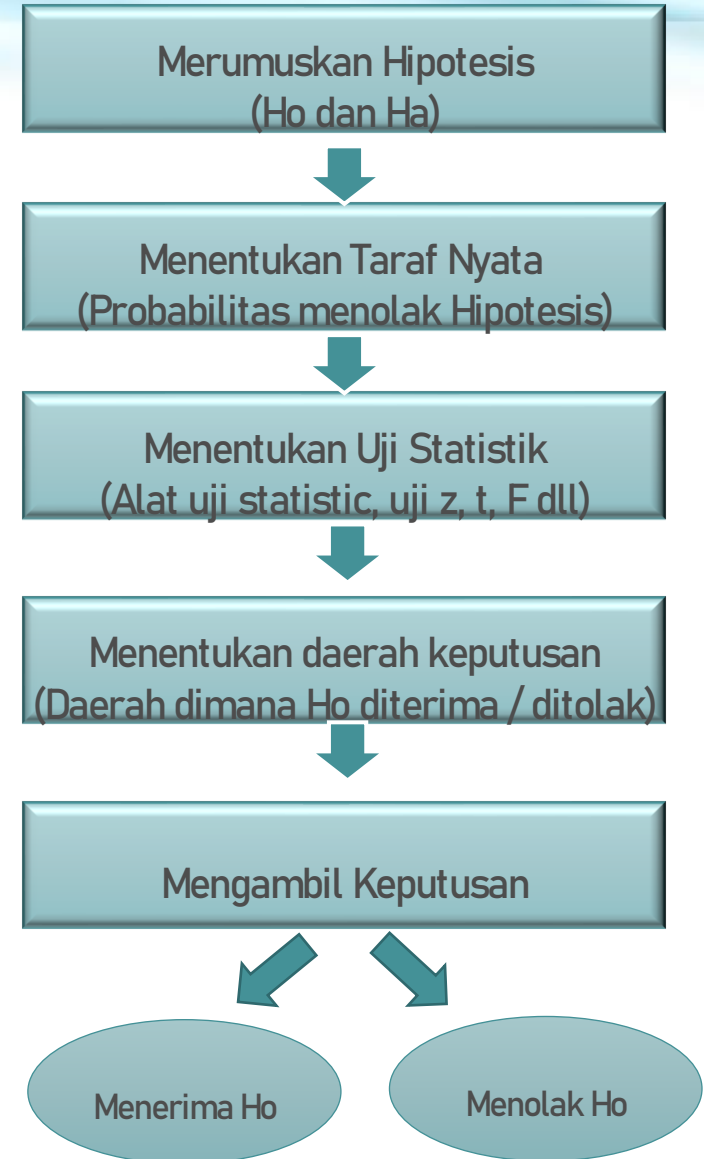 Merumuskan Hipotesis
(Ho dan Ha)
Menentukan Taraf Nyata
(Probabilitas menolak Hipotesis)
Menentukan Uji Statistik
(Alat uji statistic, uji z, t, F dll)
Menentukan daerah keputusan
(Daerah dimana Ho diterima / ditolak)
Mengambil Keputusan
Menerima Ho
Menolak Ho